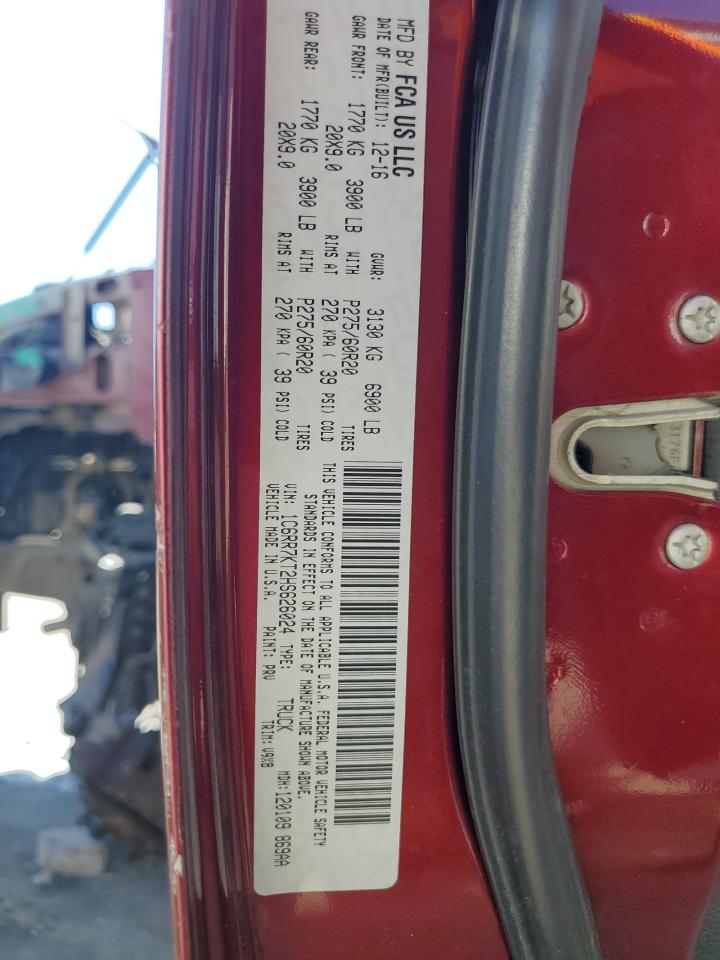 MFD BY FCA US LLC
DATE OF MFR(BUILT): 12-16 GVWR: 3130 KG 6900 LB
GAWR FRONT: 1770 KG 3900 LB WITH P275/60R20 TIRES
20X9.0 RIMS AT 270 KPA ( 39 PSI) COLD
GAWR REAR: 1770 KG 3900 LB WITH P275/60R20 TIRES
20X9.0 RIMS AT 270 KPA ( 39 PSI) COLD
THIS VEHICLE CONFORMS TO ALL APPLICABLE U.S.A. FEDERAL MOTOR VEHICLE SAFETY
STANDARDS IN EFFECT ON THE DATE OF MANUFACTURE SHOWN ABOVE.
VIN: 1C6RR7KT2HS626024 TYPE: TRUCK MDH:120109 869AA
VEHICLE MADE IN U.S.A. PAINT: PRV TRIM: V9X8